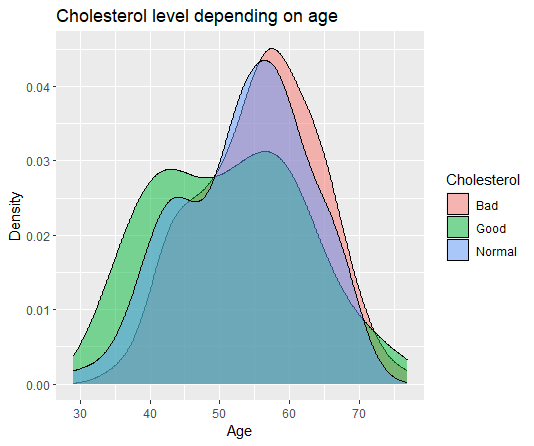 Cholesterol level depending on age
0.04
0.03
0.02
0.01
0.00
Density
30 40 50 60 70
Age
Cholesterol
Bad
Good
Normal